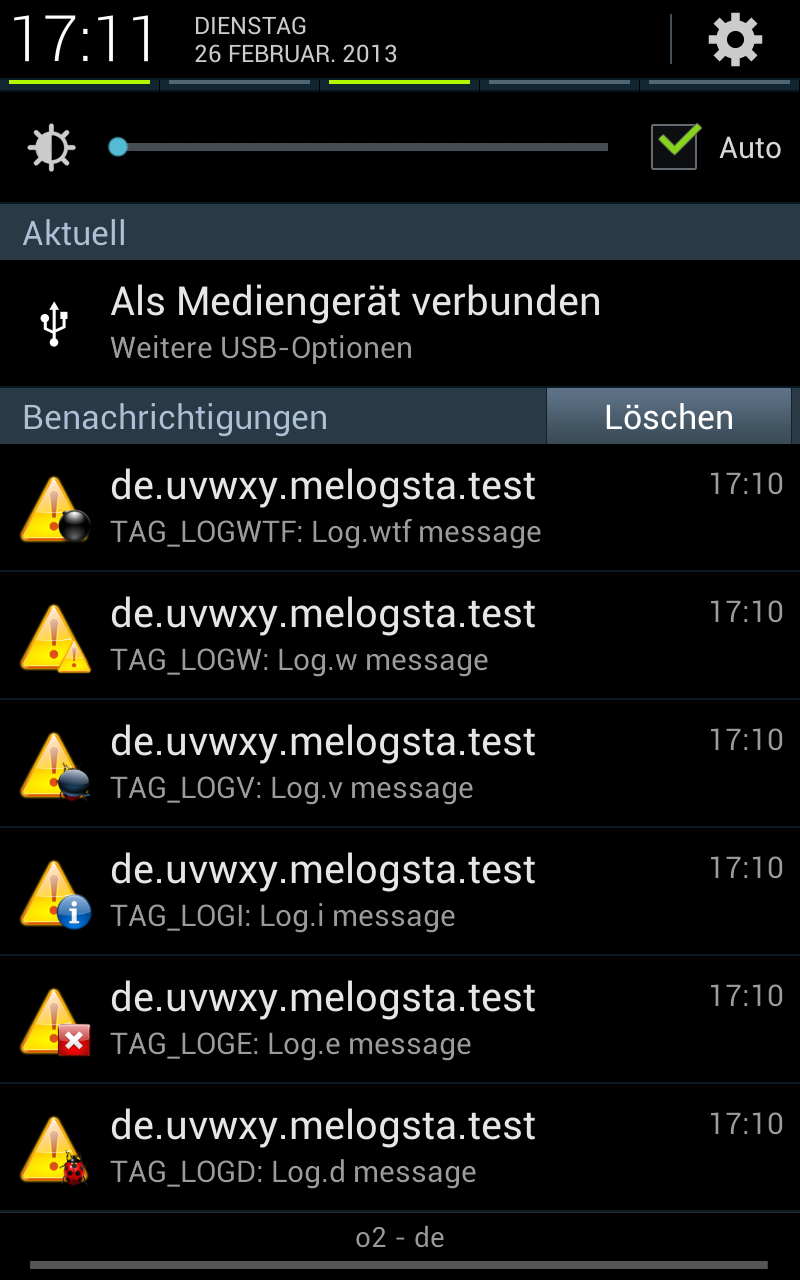 17:11
DIENSTAG
26 FEBRUAR. 2013
Auto
Aktuell
Als Mediengerät verbunden
Weitere USB-Optionen
Benachrichtigungen
Löschen
de.uvwxy.melogsta.test 17:10
TAG_LOGWTF: Log.wtf message
de.uvwxy.melogsta.test 17:10
TAG_LOGW: Log.w message
de.uvwxy.melogsta.test 17:10
TAG_LOGV: Log.v message
de.uvwxy.melogsta.test 17:10
TAG_LOGI: Log.i message
de.uvwxy.melogsta.test 17:10
TAG_LOGE: Log.e message
de.uvwxy.melogsta.test 17:10
TAG_LOGD: Log.d message
o2 - de